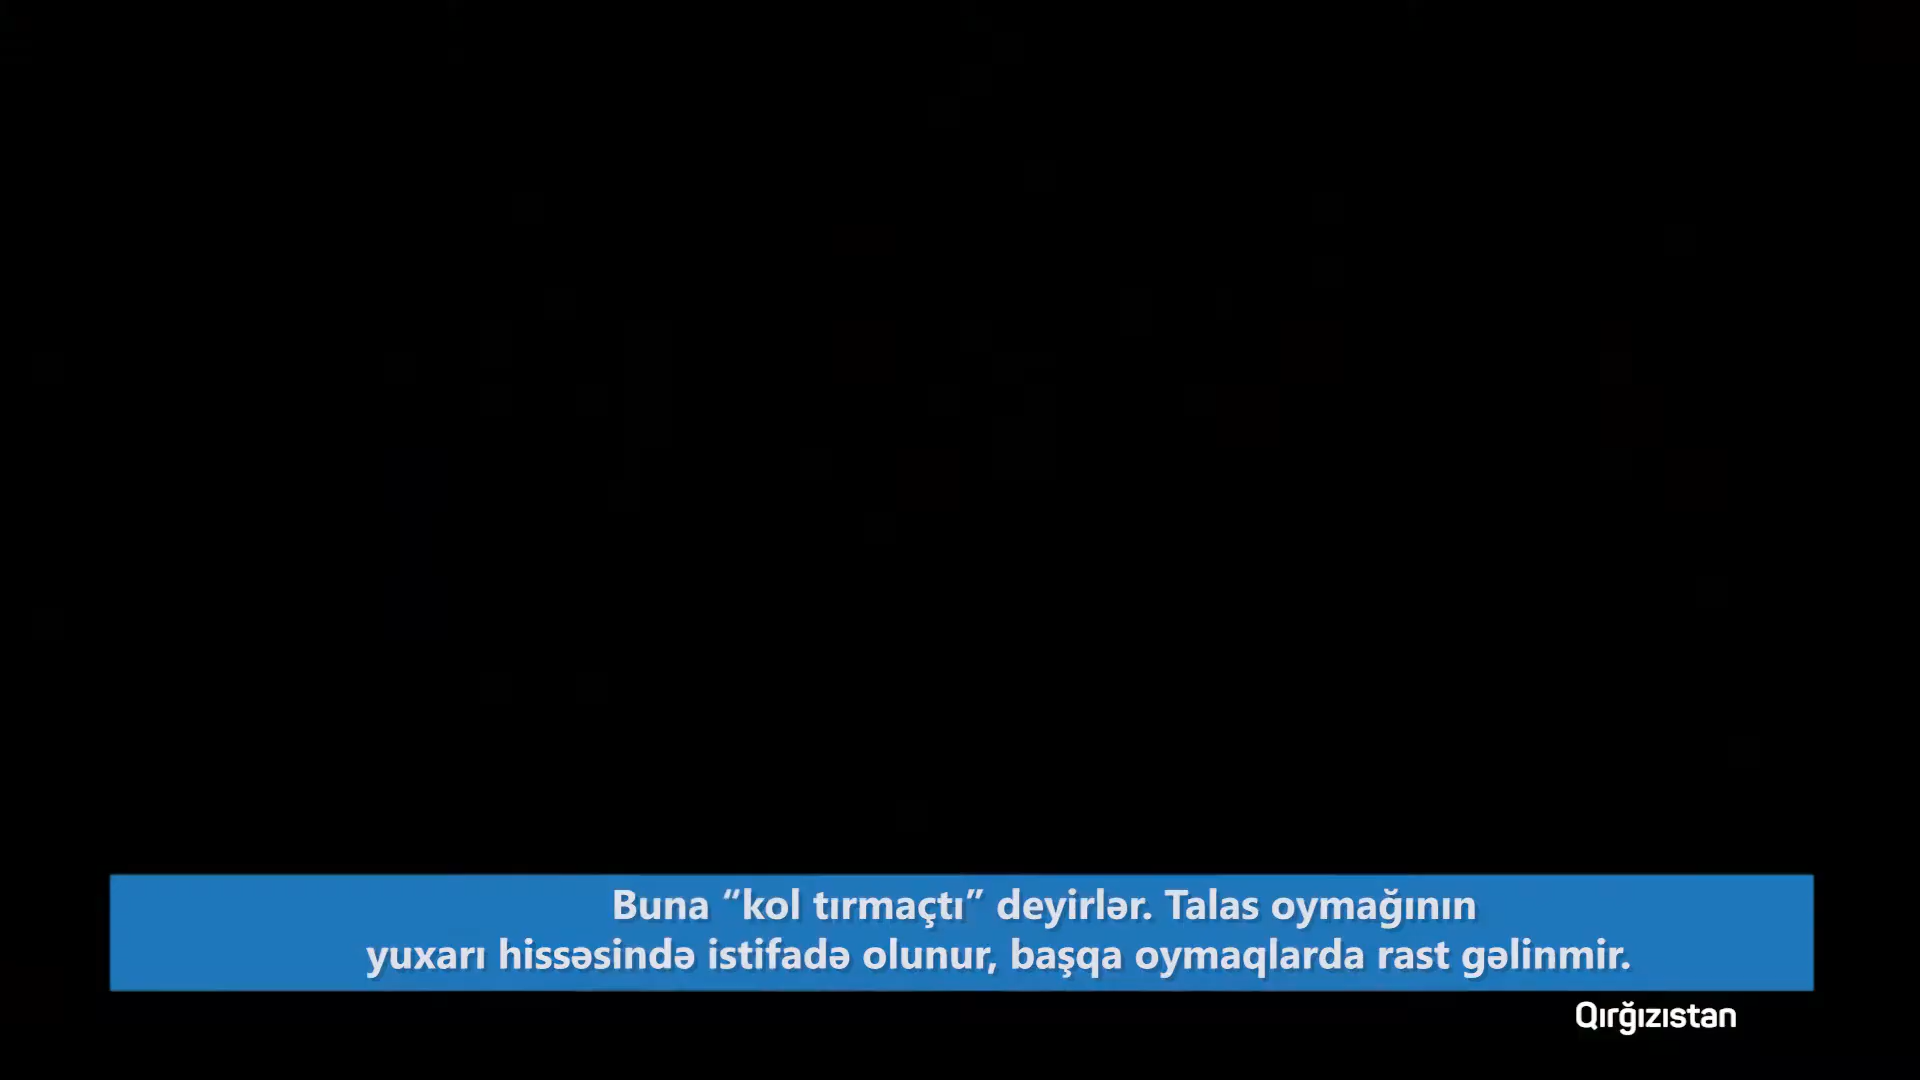 Buna “kol tırmaçtı” deyirlər. Talas oymağının
yuxarı hissəsində istifadə olunur, başqa oymaqlarda rast gəlinmir.
Qırğızıstan